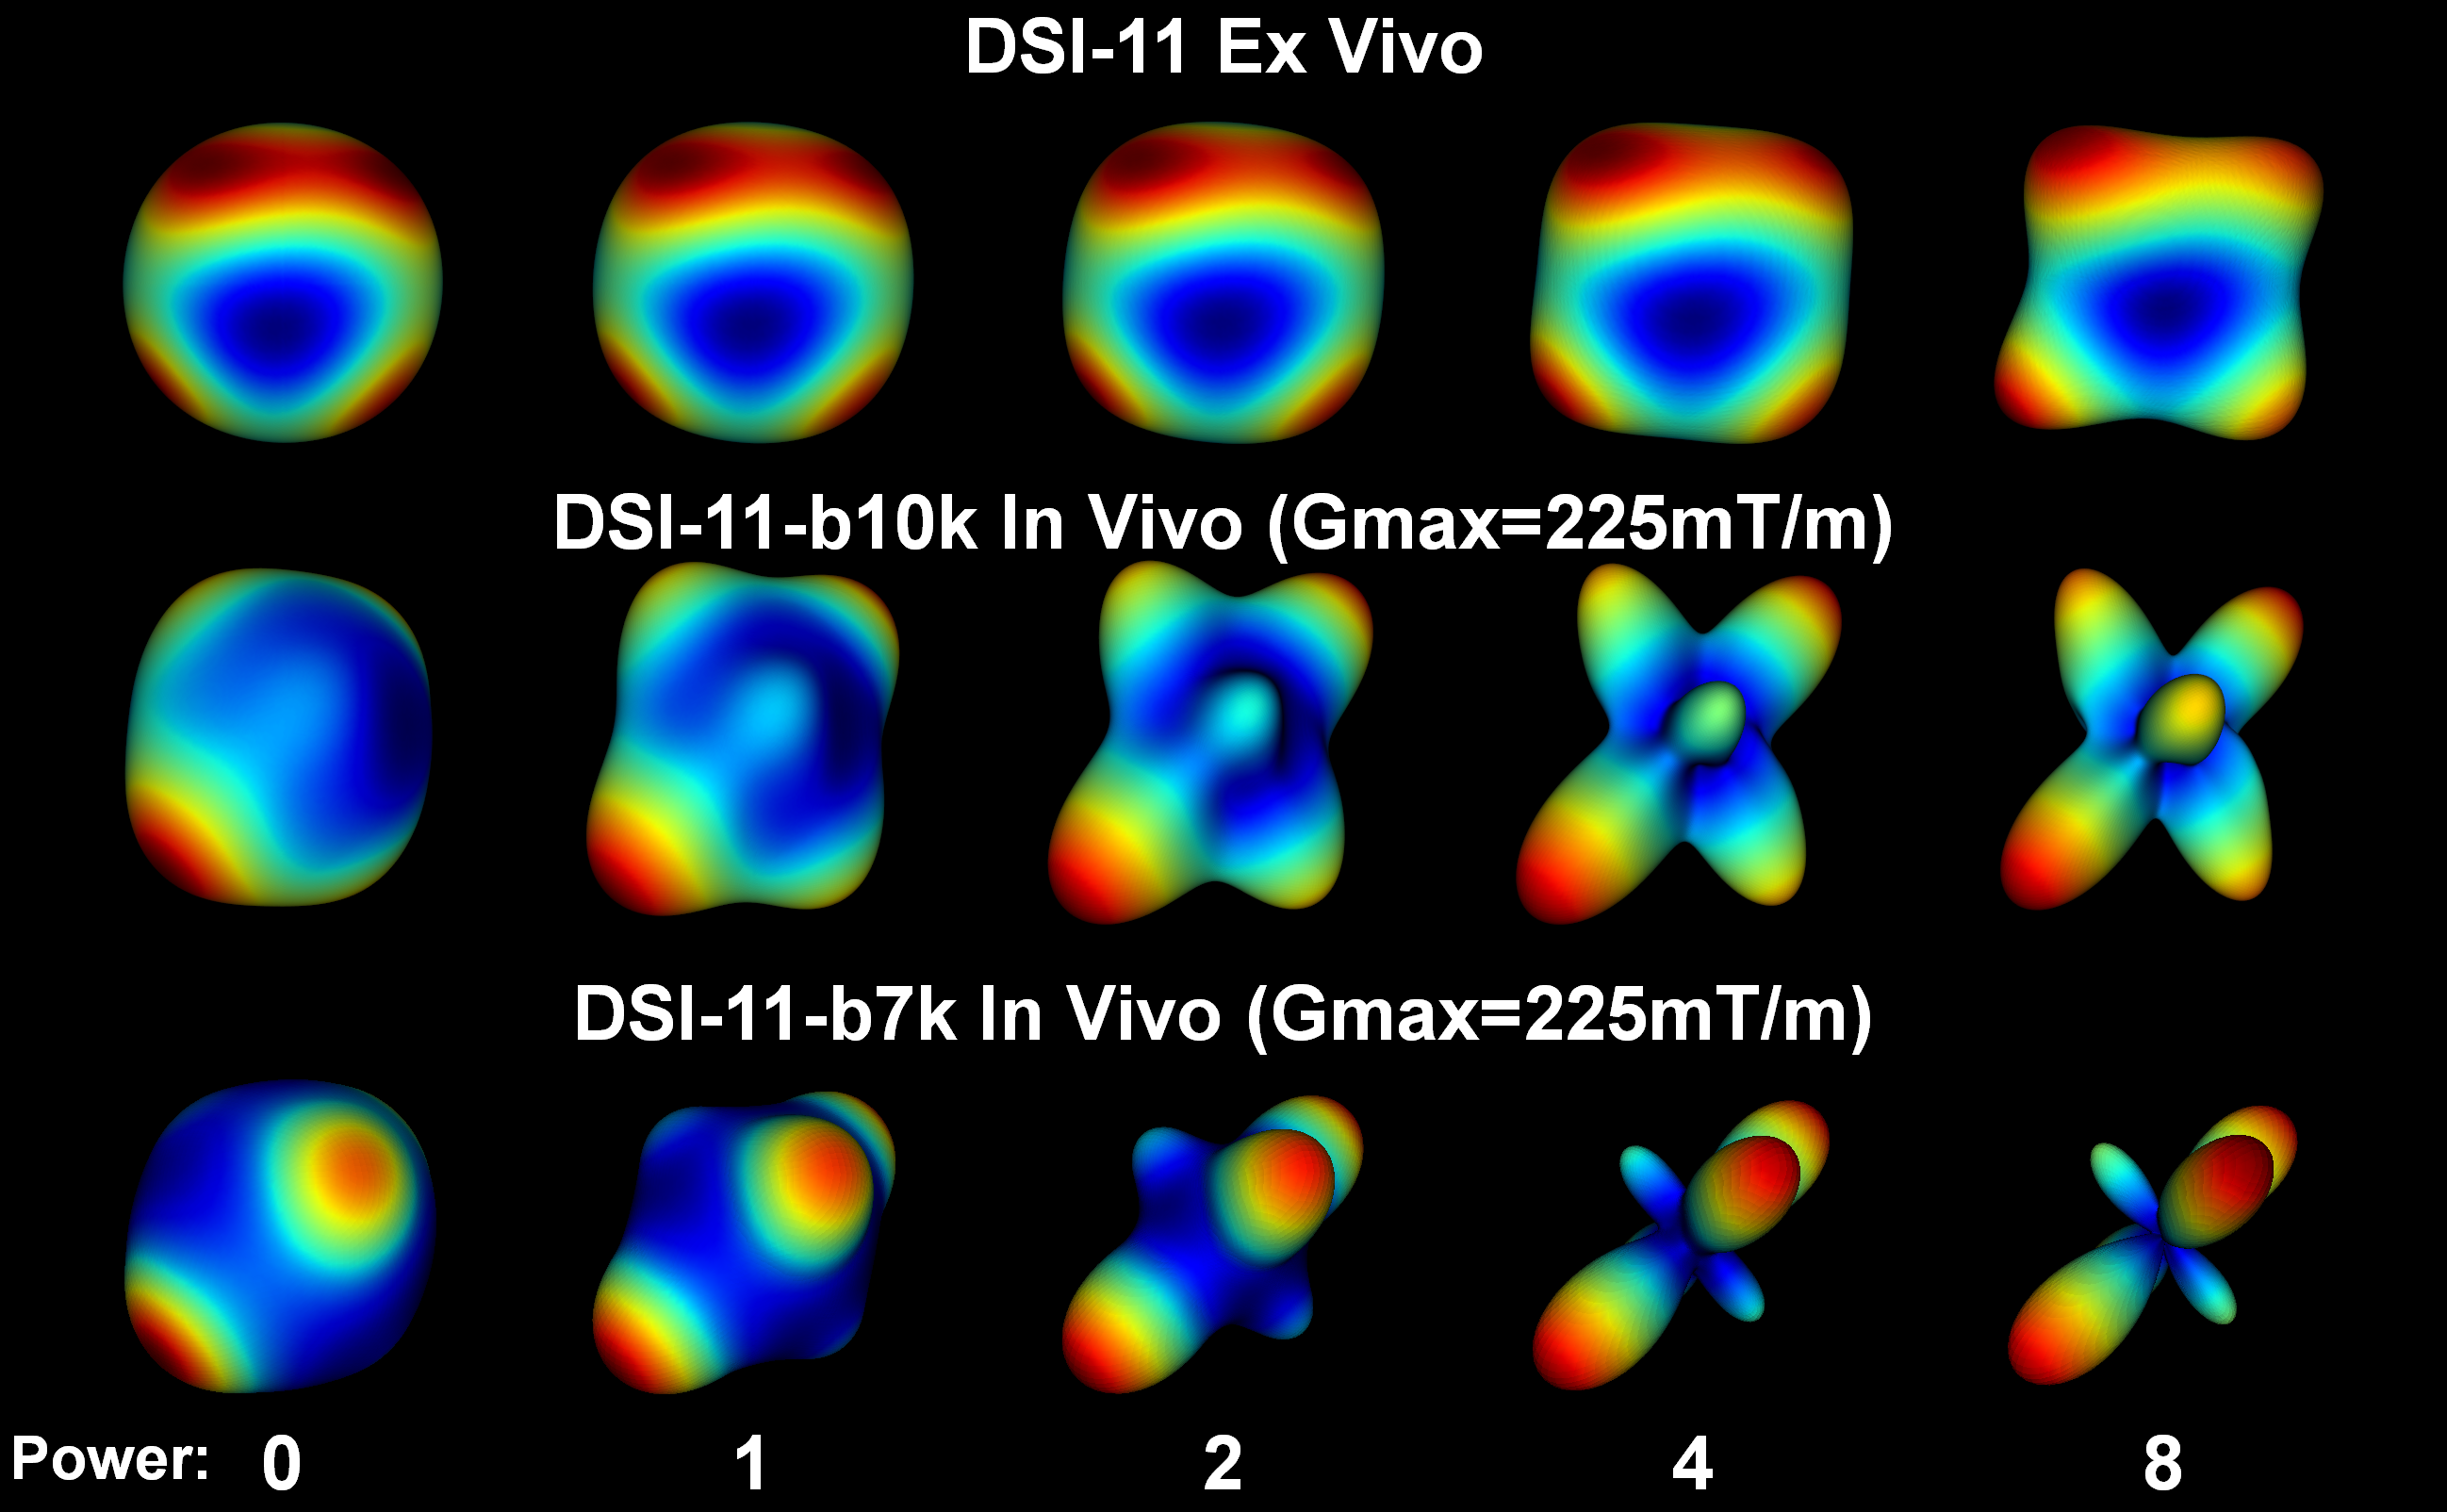 DSI-11 Ex Vivo
DSI-11-b10k In Vivo (Gmax=225mT/m)
DSI-11-b7k In Vivo (Gmax=225mT/m)
Power: 0 1 2 4 8